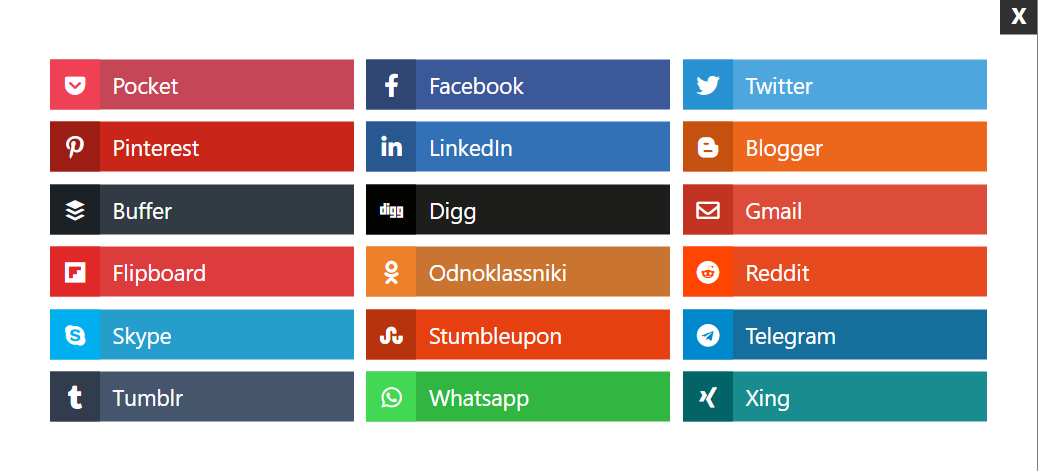 X
Pocket
Facebook
Twitter
Pinterest
LinkedIn
Blogger
Buffer
digg Digg
Gmail
Flipboard
Odnoklassniki
Reddit
Skype
Stumbleupon
Telegram
Tumblr
Whatsapp
Xing